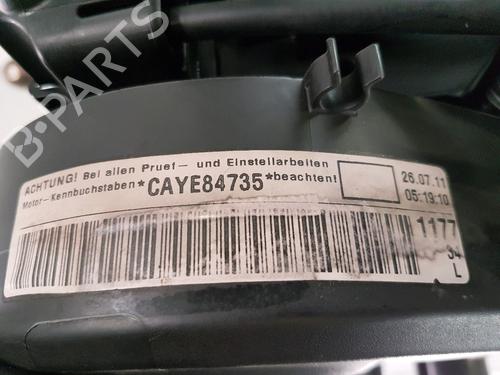 B-Parts
ACHTUNG! Bei allen Pruef- und Einstellarbeiten
Motor-Kennbuchstaben *CAYE84735* beachten!
26.07.11
05:19:10
1177
34
L